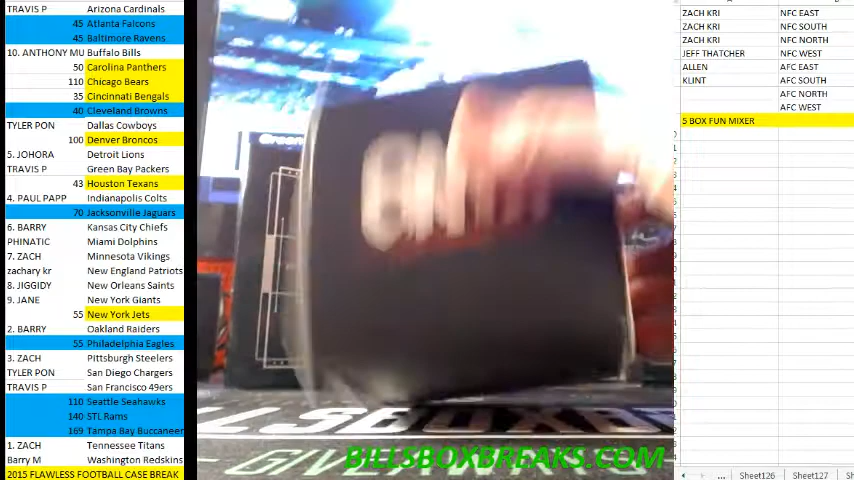 TRAVIS P Arizona Cardinals
45 Atlanta Falcons
45 Baltimore Ravens
10. ANTHONY MU Buffalo Bills
50 Carolina Panthers
110 Chicago Bears
35 Cincinnati Bengals
40 Cleveland Browns
TYLER PON Dallas Cowboys
100 Denver Broncos
5. JOHORA Detroit Lions
TRAVIS P Green Bay Packers
43 Houston Texans
4. PAUL PAPP Indianapolis Colts
70 Jacksonville Jaguars
6. BARRY Kansas City Chiefs
PHINATIC Miami Dolphins
7. ZACH Minnesota Vikings
zachary kr New England Patriots
8. JIGGIDY New Orleans Saints
9. JANE New York Giants
55 New York Jets
2. BARRY Oakland Raiders
55 Philadelphia Eagles
3. ZACH Pittsburgh Steelers
TYLER PON San Diego Chargers
TRAVIS P San Francisco 49ers
110 Seattle Seahawks
140 STL Rams
169 Tampa Bay Buccaneer
1. ZACH Tennessee Titans
Barry M Washington Redskins
2015 FLAWLESS FOOTBALL CASE BREAK
BILLSBOXBREAKS.COM
ZACH KRI NFC EAST
ZACH KRI NFC SOUTH
ZACH KRI NFC NORTH
JEFF THATCHER NFC WEST
ALLEN AFC EAST
KLINT AFC SOUTH
AFC NORTH
AFC WEST
5 BOX FUN MIXER
... Sheet126 Sheet127